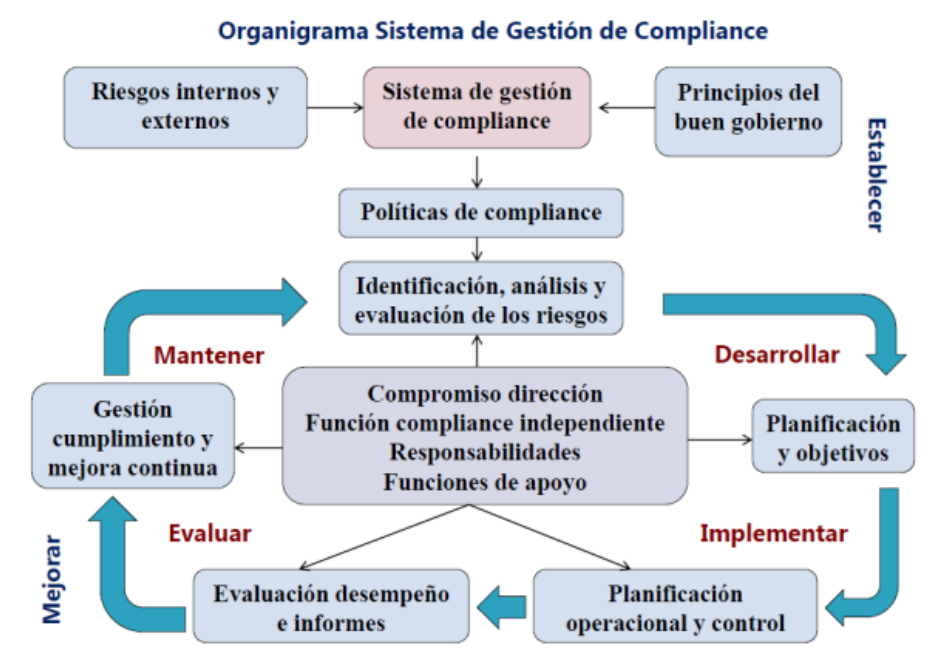 Organigrama Sistema de Gestión de Compliance
Riesgos internos y
externos
Sistema de gestión
de compliance
Principios del
buen gobierno
Establecer
Políticas de compliance
Identificación, análisis y
evaluación de los riesgos
Mantener
Desarrollar
Compromiso dirección
Función compliance independiente
Responsabilidades
Funciones de apoyo
Gestión
cumplimiento y
mejora continua
Planificación
y objetivos
Evaluar
Implementar
Mejorar
Evaluación desempeño
e informes
Planificación
operacional y control